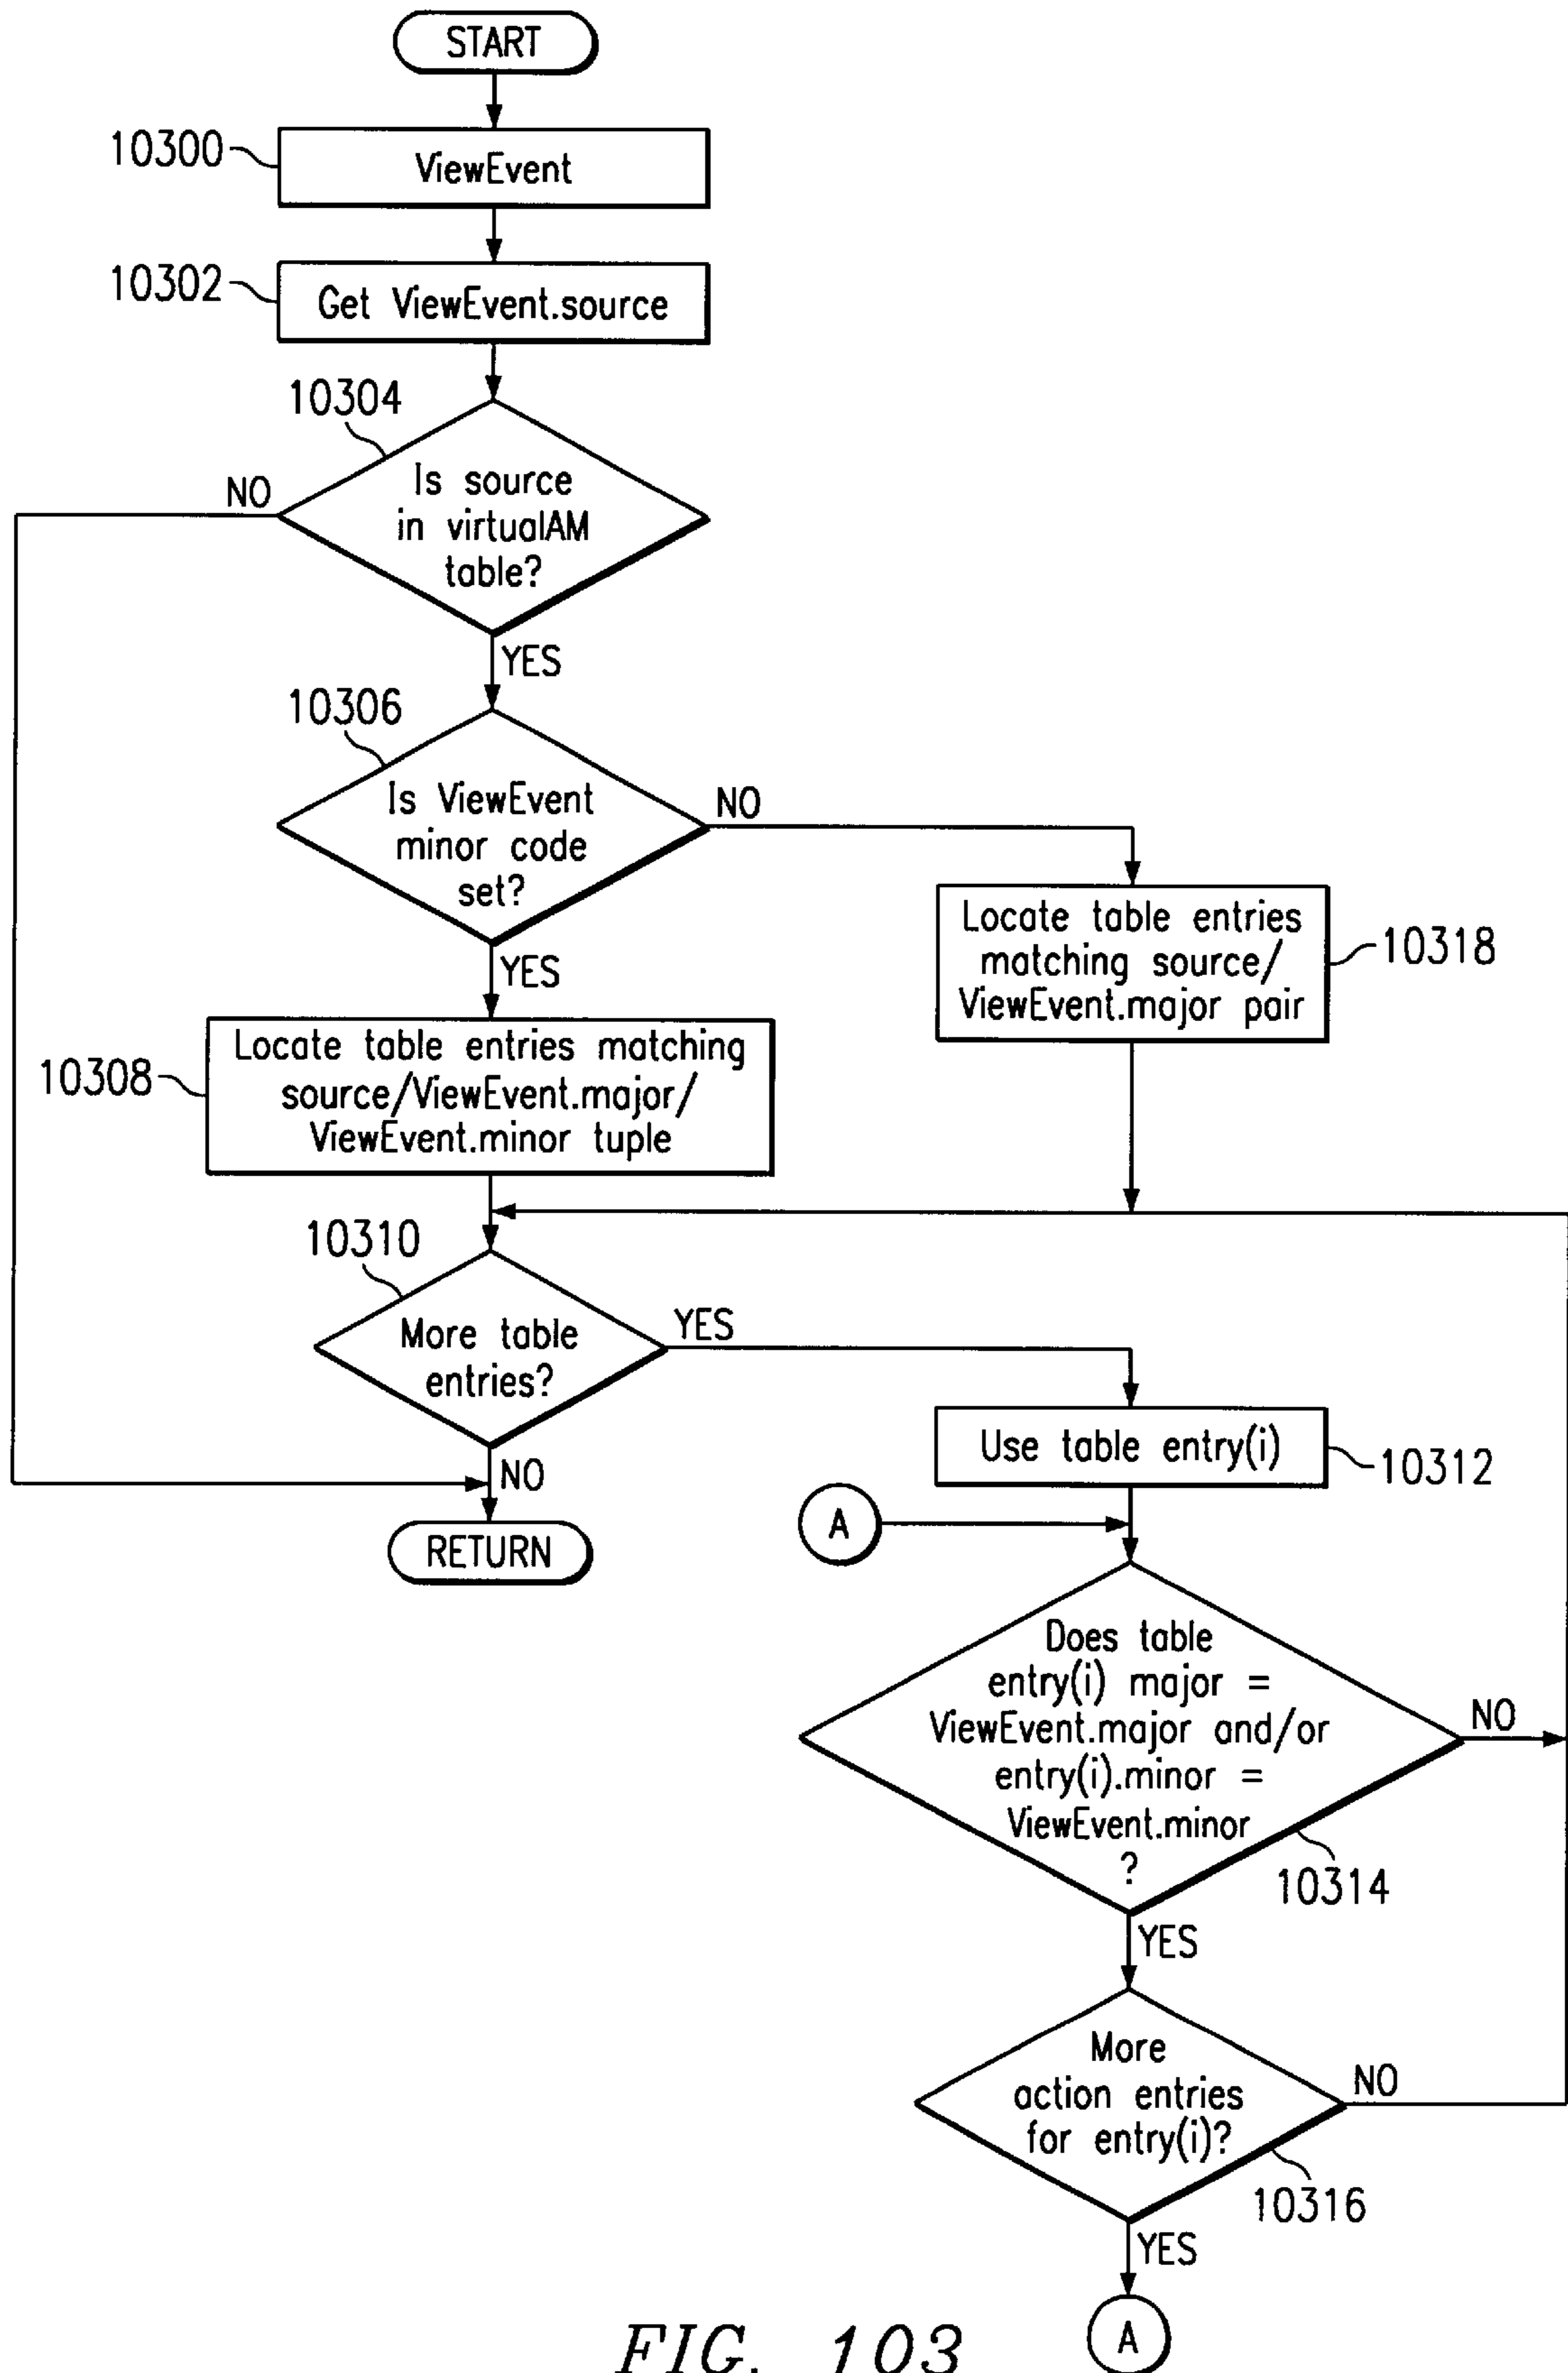 START
10300
ViewEvent
10302
Get ViewEvent.source
10304
Is source
in virtualAM
table?
NO
YES
10306
Is ViewEvent
minor code
set?
NO
YES
Locate table entries
matching source/
ViewEvent.major pair
10318
10308
Locate table entries matching
source/ViewEvent.major/
ViewEvent.minor tuple
10310
More table
entries?
YES
NO
RETURN
Use table entry(i)
10312
A
Does table
entry(i) major =
ViewEvent.major and/or
entry(i).minor =
ViewEvent.minor
?
NO
10314
YES
More
action entries
for entry(i)?
NO
10316
YES
A
FIG. 103